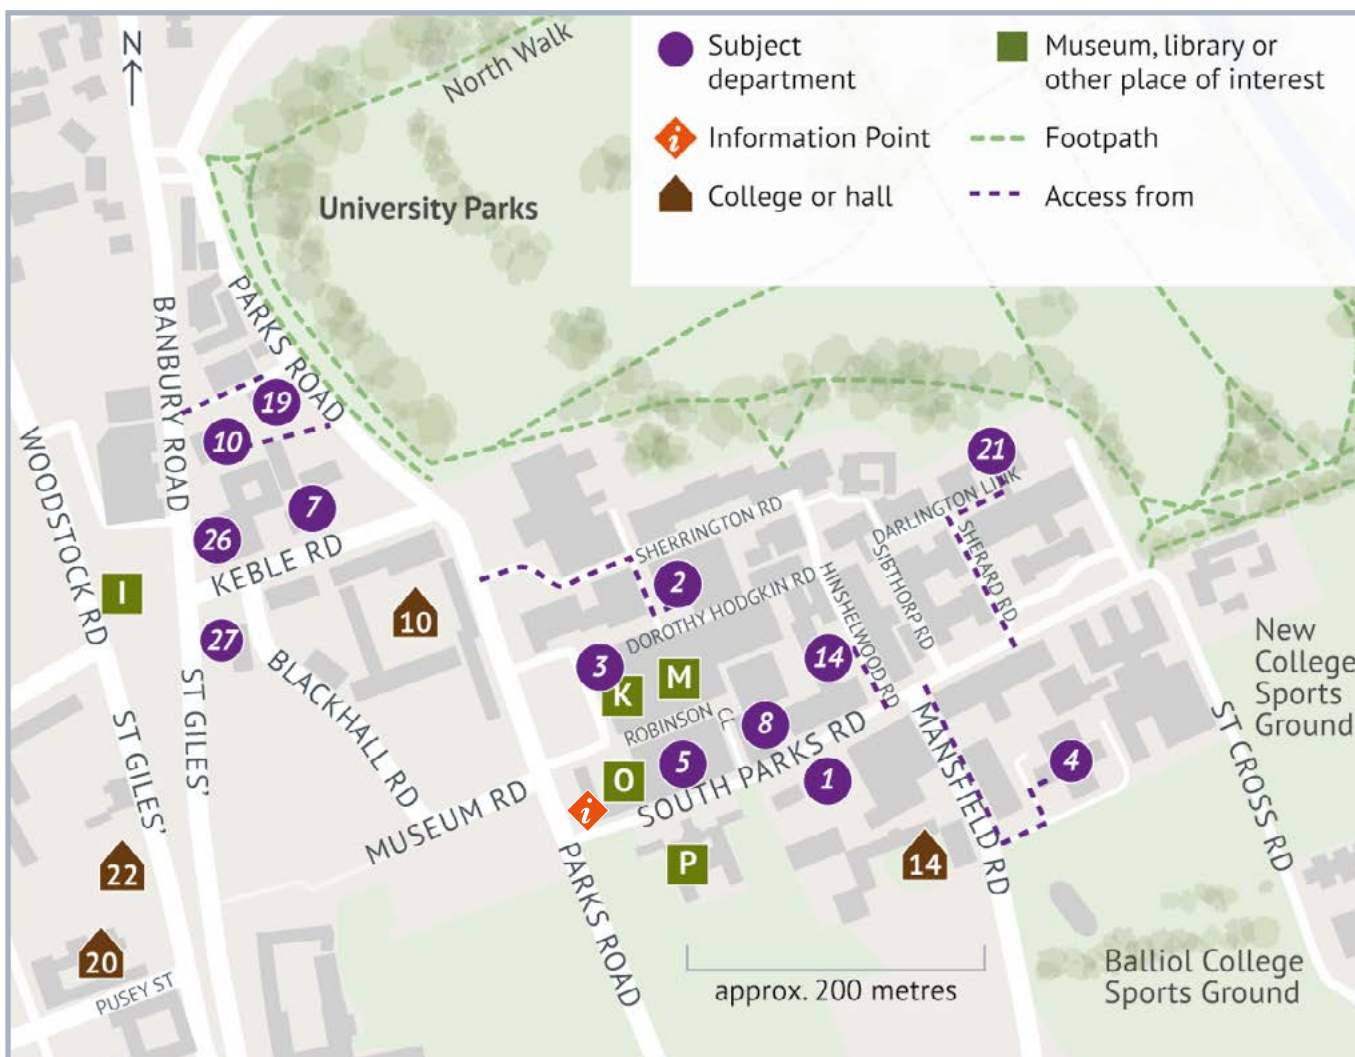 N
North Walk
University Parks
Subject
department
Museum, library or
other place of interest
i
Information Point
Footpath
College or hall
Access from
PARKS ROAD
BANBURY ROAD
WOODSTOCK RD
19
10
7
26
KEBLE RD
I
27
10
BLACKHALL RD
ST GILES'
ST GILES'
MUSEUM RD
22
20
PUSEY ST
21
DARLINGTON LINK
SHERRINGTON RD
SHERARD RD
SIBTHORP RD
HINSHELWOOD RD
2
DOROTHY HODGKIN RD
3
K
M
14
ROBINSON
CL
8
5
O
i
SOUTH PARKS RD
1
P
PARKS ROAD
14
MANSFIELD RD
4
ST CROSS RD
New
College
Sports
Ground
Balliol College
Sports Ground
approx. 200 metres